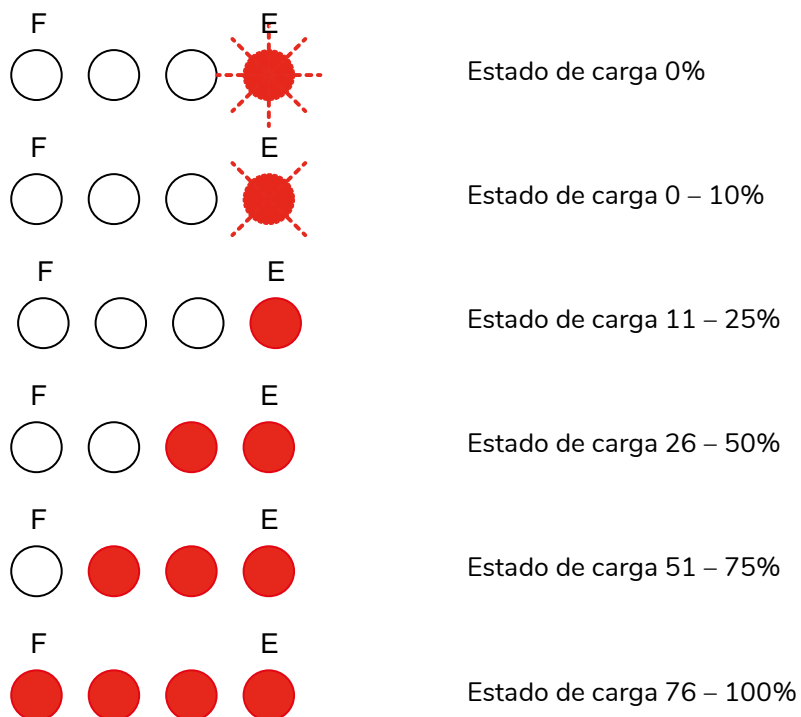 F E
Estado de carga 0%
F E
Estado de carga 0 – 10%
F E
Estado de carga 11 – 25%
F E
Estado de carga 26 – 50%
F E
Estado de carga 51 – 75%
F E
Estado de carga 76 – 100%